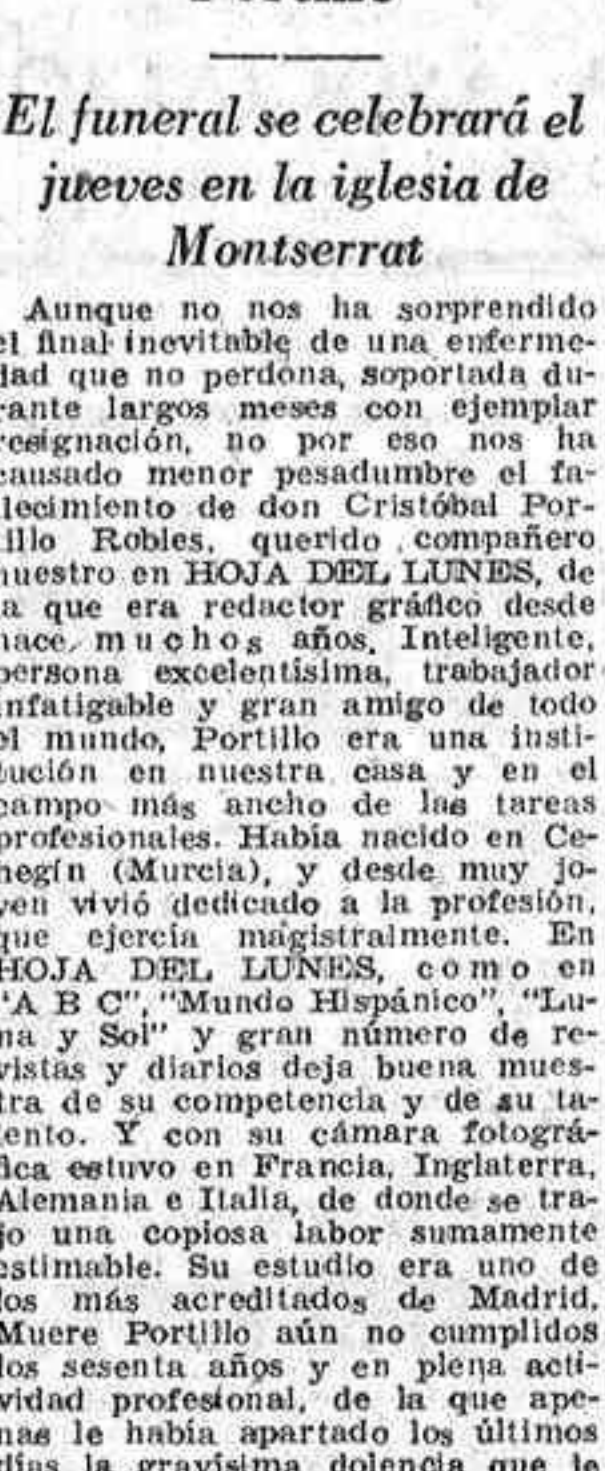 El funeral se celebrará el
jueves en la iglesia de
Montserrat
Aunque no nos ha sorprendido
el final inevitable de una enferme-
dad que no perdona, soportada du-
rante largos meses con ejemplar
resignación, no por eso nos ha
causado menor pesadumbre el fa-
llecimiento de don Cristóbal Por-
tillo Robles, querido compañero
nuestro en HOJA DEL LUNES, de
la que era redactor gráfico desde
hace muchos años. Inteligente,
persona excelentísima, trabajador
infatigable y gran amigo de todo
el mundo, Portillo era una insti-
tución en nuestra casa y en el
campo más ancho de las tareas
profesionales. Había nacido en Ce-
hegín (Murcia), y desde muy jo-
ven vivió dedicado a la profesión,
que ejercía magistralmente. En
HOJA DEL LUNES, como en
"A B C", "Mundo Hispánico", "Lu-
na y Sol" y gran número de re-
vistas y diarios deja buena mues-
tra de su competencia y de su ta-
lento. Y con su cámara fotográ-
fica estuvo en Francia, Inglaterra,
Alemania e Italia, de donde se tra-
jo una copiosa labor sumamente
estimable. Su estudio era uno de
los más acreditados de Madrid.
Muere Portillo aún no cumplidos
los sesenta años y en plena acti-
vidad profesional, de la que ape-
nas le había apartado los últimos
días la gravísima dolencia que le